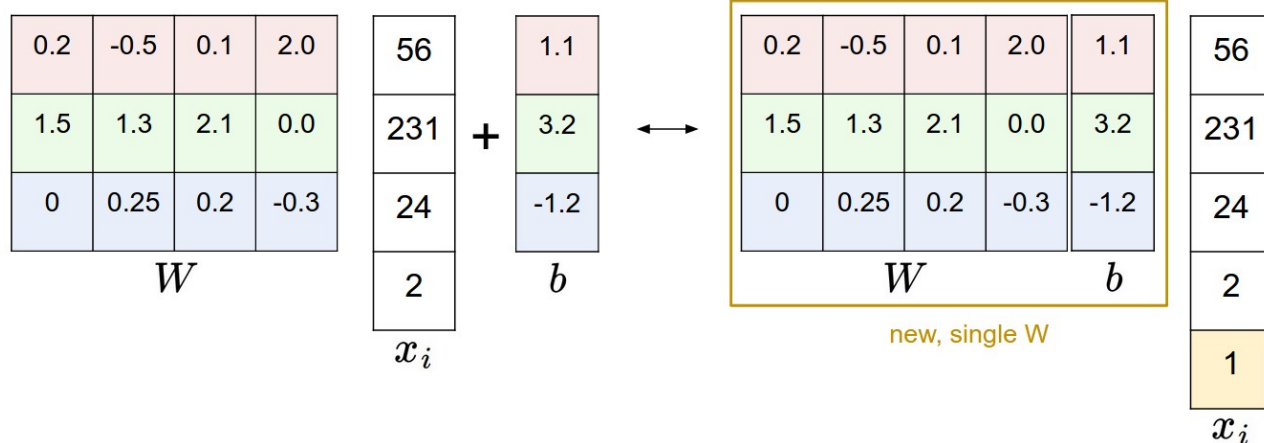 0.2 -0.5 0.1 2.0 56 1.1 0.2 -0.5 0.1 2.0 1.1 56
1.5 1.3 2.1 0.0 231 + 3.2 ↔ 1.5 1.3 2.1 0.0 3.2 231
0 0.25 0.2 -0.3 24 -1.2 0 0.25 0.2 -0.3 -1.2 24
W 2 b W b 2
new, single W
x_i 1
x_i